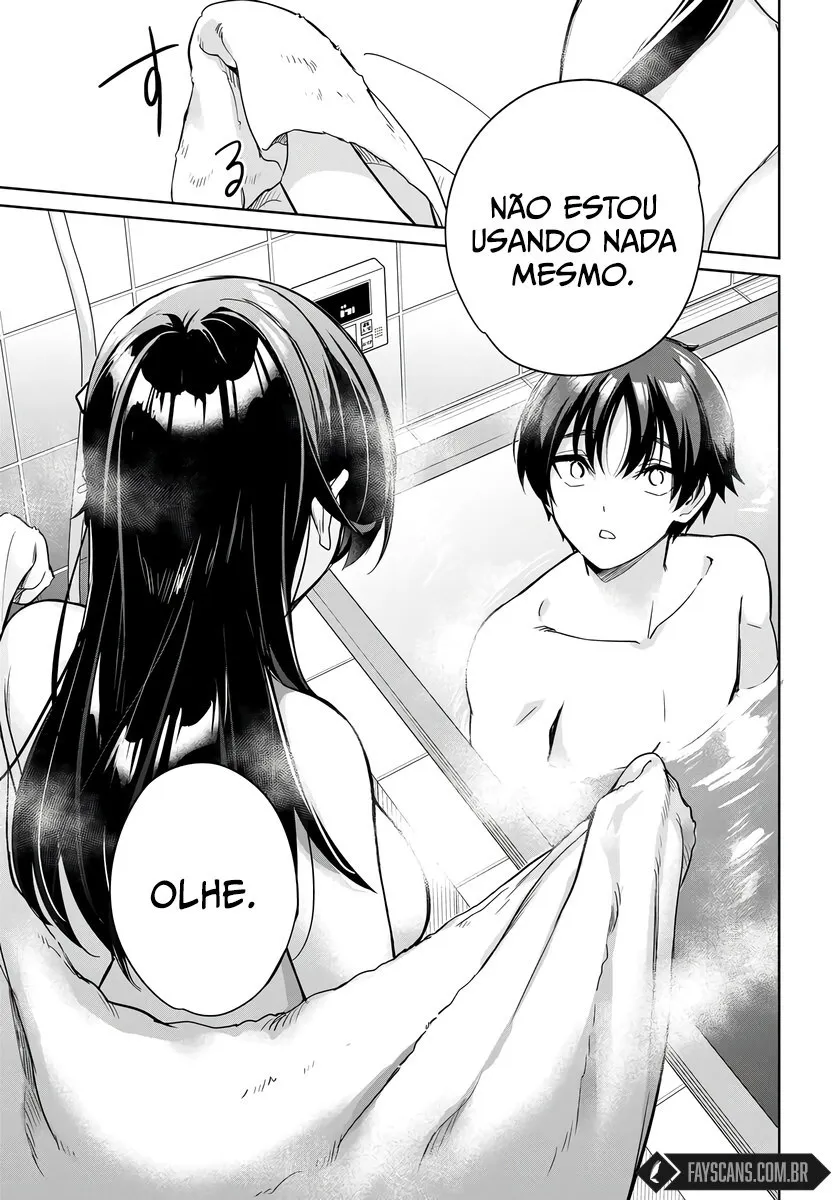 す
る
NÃO ESTOU
USANDO NADA
MESMO.
OLHE.
FAYSCANS.COM.BR